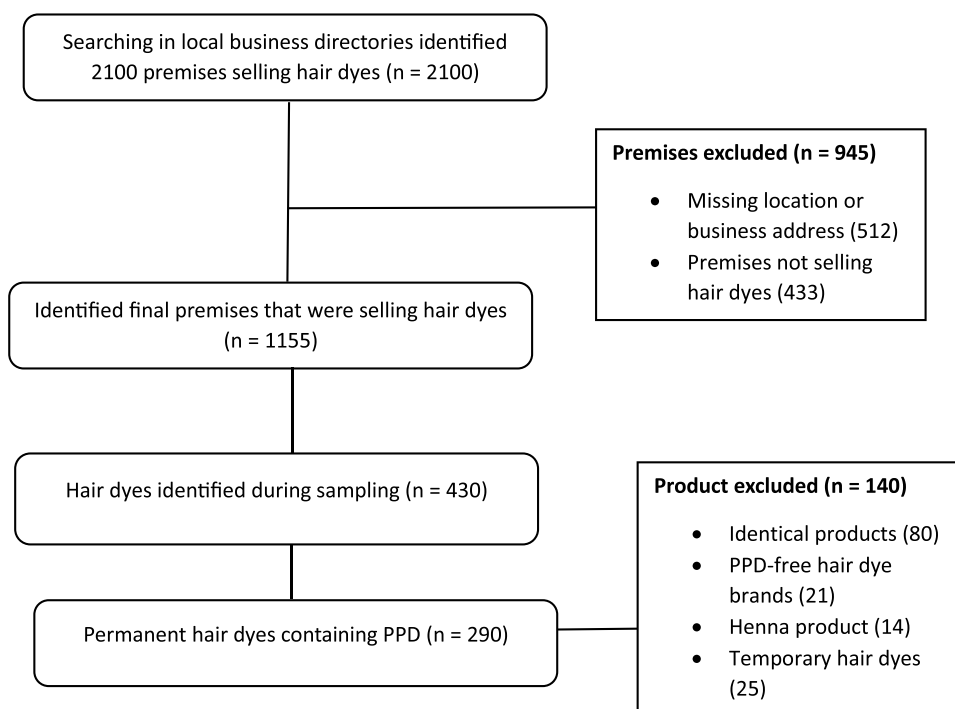 Searching in local business directories identified
2100 premises selling hair dyes (n = 2100)
Premises excluded (n = 945)
• Missing location or
business address (512)
• Premises not selling
hair dyes (433)
Identified final premises that were selling hair dyes
(n = 1155)
Hair dyes identified during sampling (n = 430)
Product excluded (n = 140)
• Identical products (80)
• PPD-free hair dye
brands (21)
• Henna product (14)
• Temporary hair dyes
(25)
Permanent hair dyes containing PPD (n = 290)